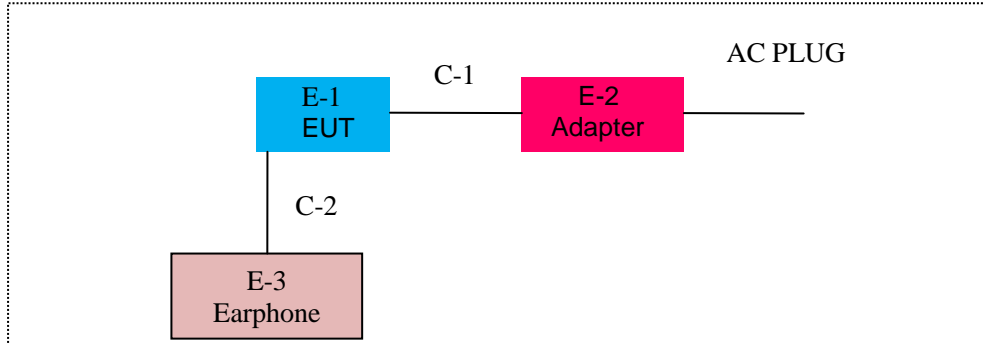 AC PLUG
C-1
E-1
EUT
E-2
Adapter
C-2
E-3
Earphone